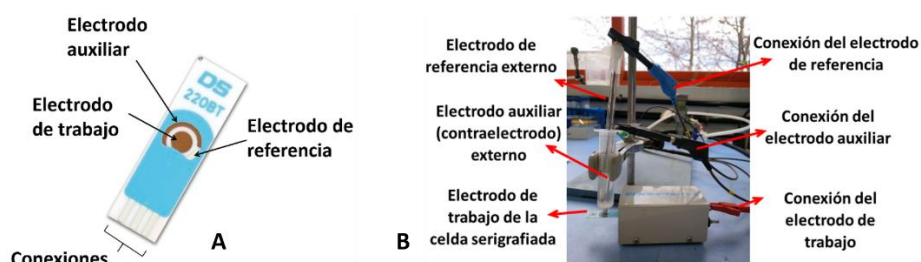 Electrodo
auxiliar
Electrodo
de trabajo
Electrodo de
referencia
DS
220BT
Conexiones
A
B
Electrodo de
referencia externo
Electrodo auxiliar
(contraelectrodo)
externo
Electrodo de
trabajo de la
celda serigrafiada
Conexión del electrodo
de referencia
Conexión del
electrodo auxiliar
Conexión del
electrodo de
trabajo